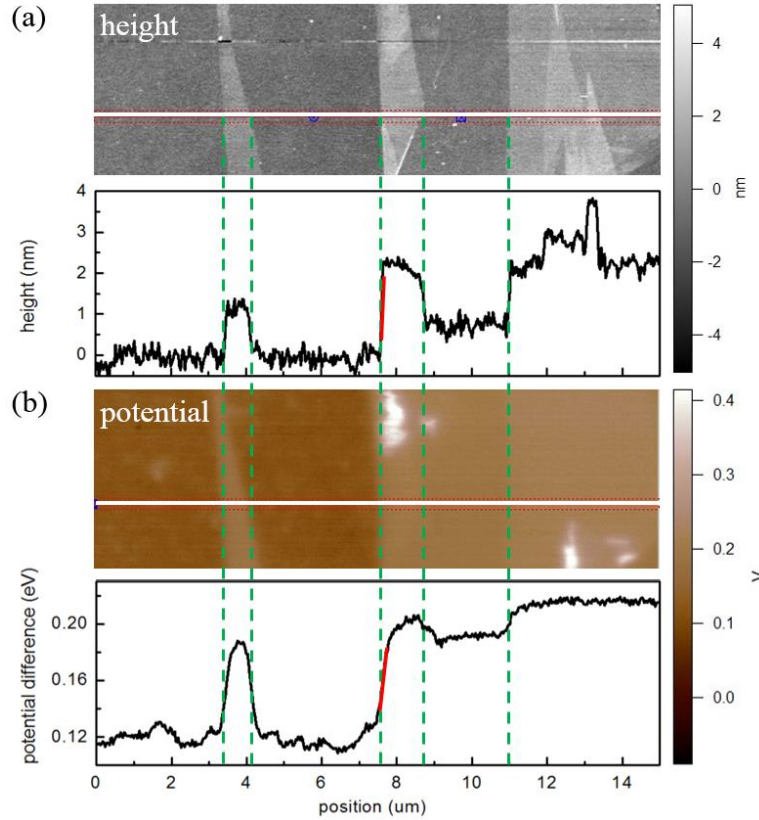 (a)
height
4
2
0
-2
-4
nm
4
3
2
1
0
height (nm)
(b)
potential
0.4
0.3
0.2
0.1
0.0
V
0.20
0.16
0.12
potential difference (eV)
0 2 4 6 8 10 12 14
position (um)